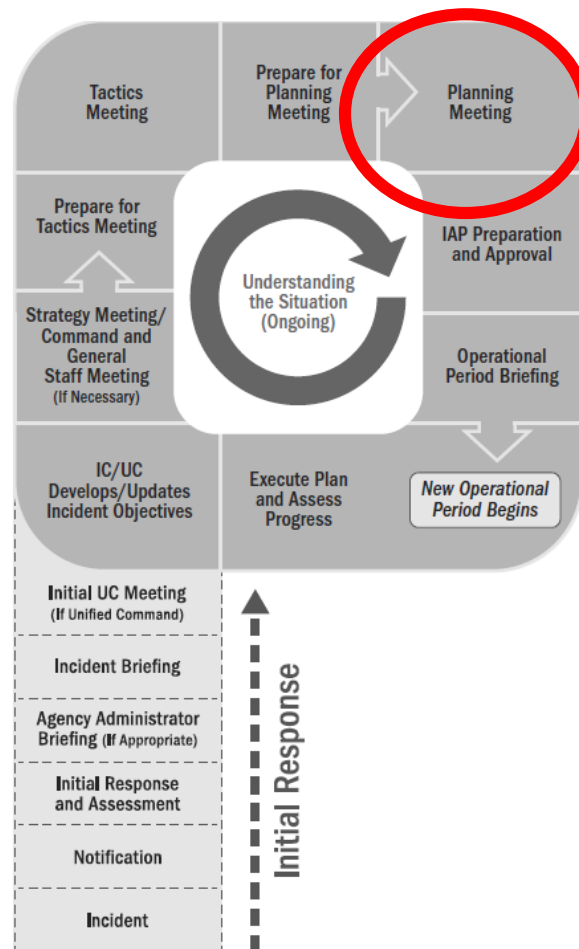 Tactics
Meeting
Prepare for
Planning
Meeting
Planning
Meeting
Prepare for
Tactics Meeting
IAP Preparation
and Approval
Understanding
the Situation
(Ongoing)
Strategy Meeting/
Command and
General
Staff Meeting
(If Necessary)
Operational
Period Briefing
IC/UC
Develops/Updates
Incident Objectives
Execute Plan
and Assess
Progress
New Operational
Period Begins
Initial UC Meeting
(If Unified Command)
Incident Briefing
Agency Administrator
Briefing (If Appropriate)
Initial Response
and Assessment
Notification
Incident
Initial Response